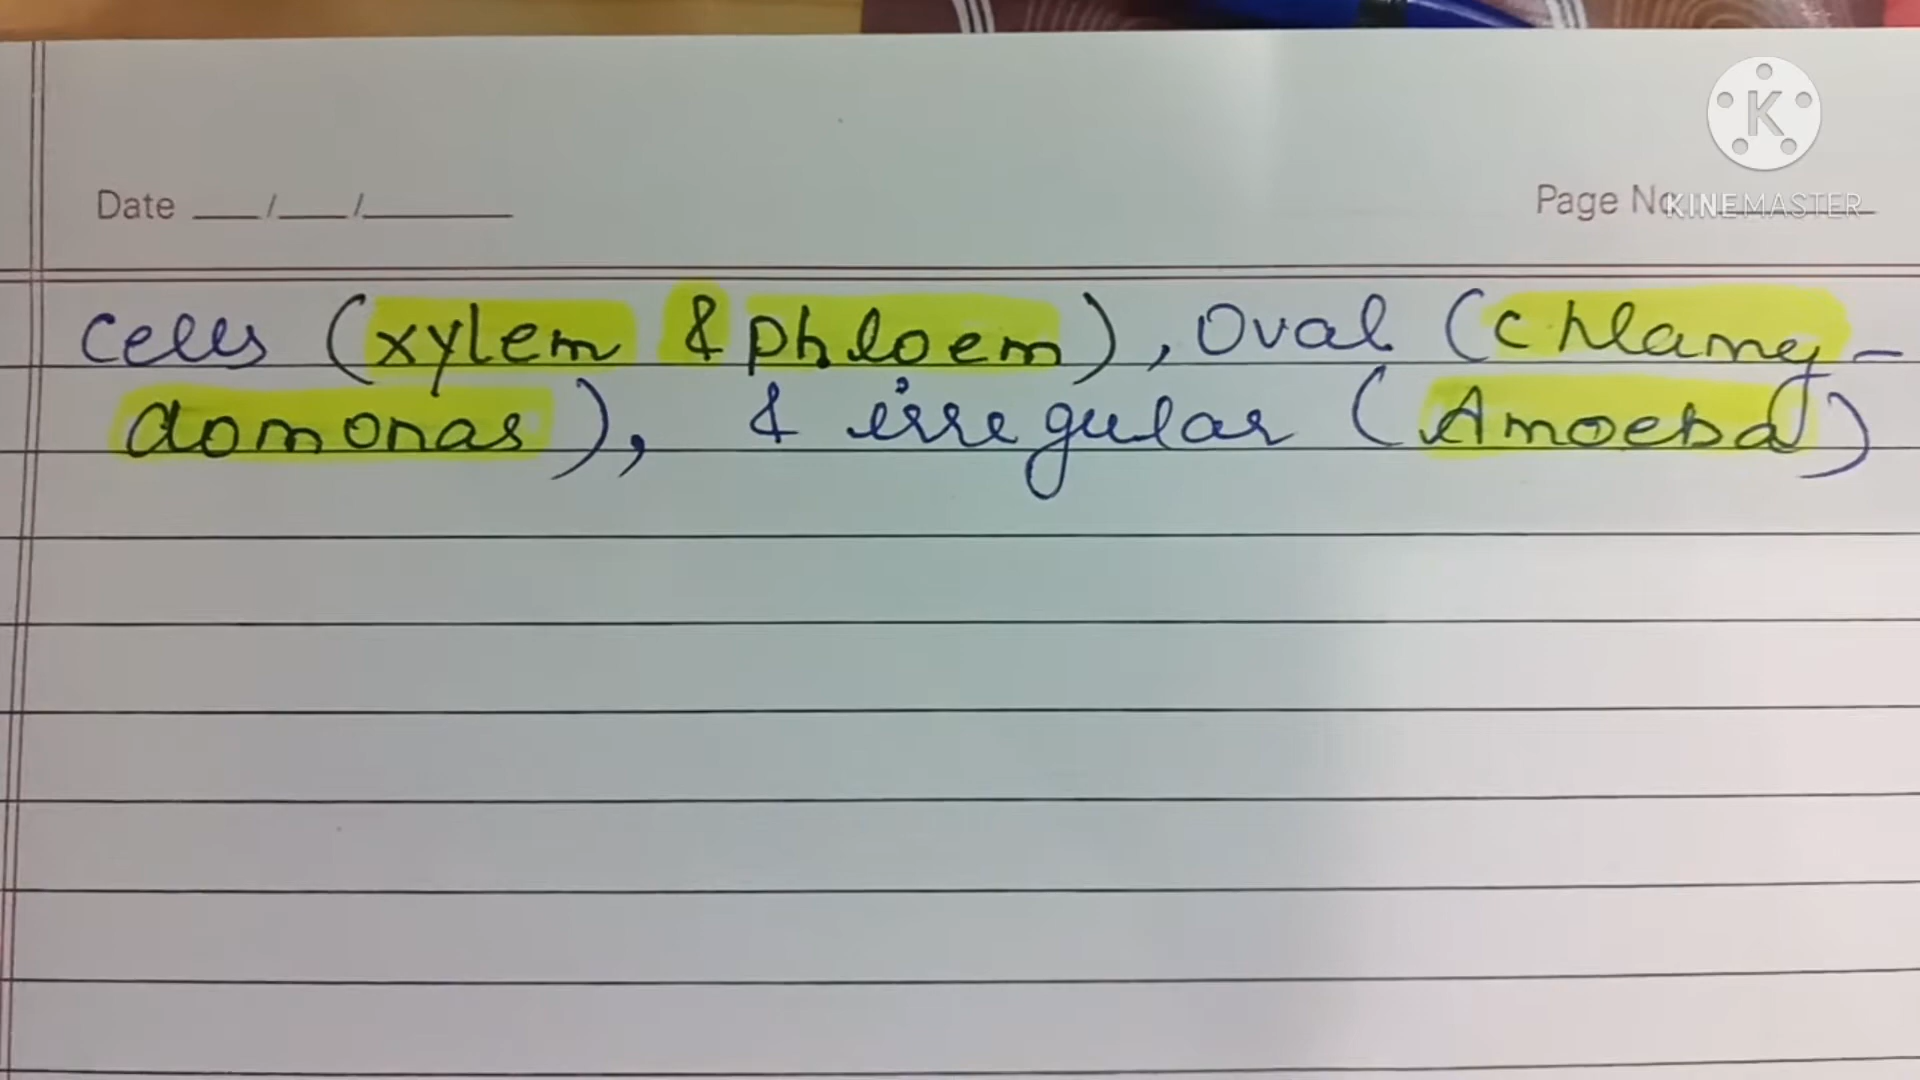 K
KINEMASTER
Date __/__/____
Page No.
cells (xylem & phloem), oval (chlamy-
domonas), & irregular (Amoeba)